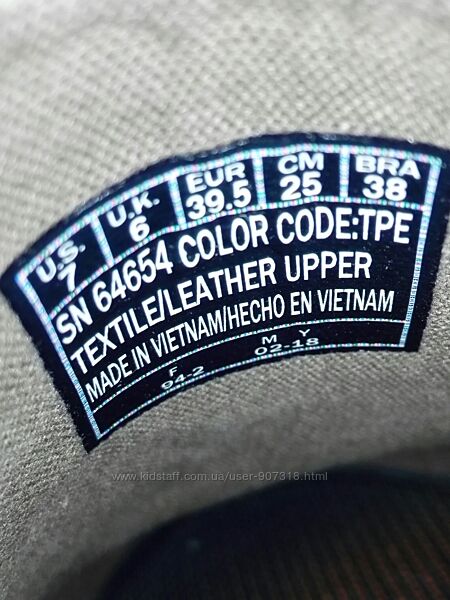 U.S. U.K. EUR CM BRA
7 6 39.5 25 38
SN 64654 COLOR CODE:TPE
TEXTILE/LEATHER UPPER
MADE IN VIETNAM/HECHO EN VIETNAM
F M Y
94-2 02-18
www.kidstaff.com.ua/user-907318.html